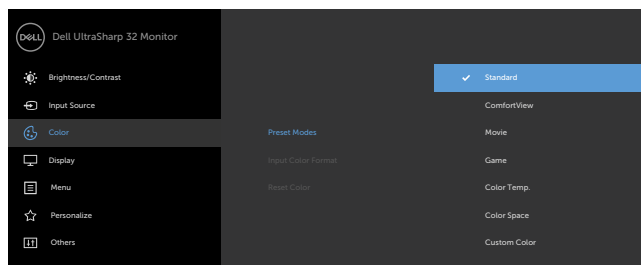 DELL Dell UltraSharp 32 Monitor
Brightness/Contrast
Standard
Input Source
ComfortView
Color
Preset Modes
Movie
Display
Input Color Format
Game
Menu
Reset Color
Color Temp.
Personalize
Color Space
Others
Custom Color